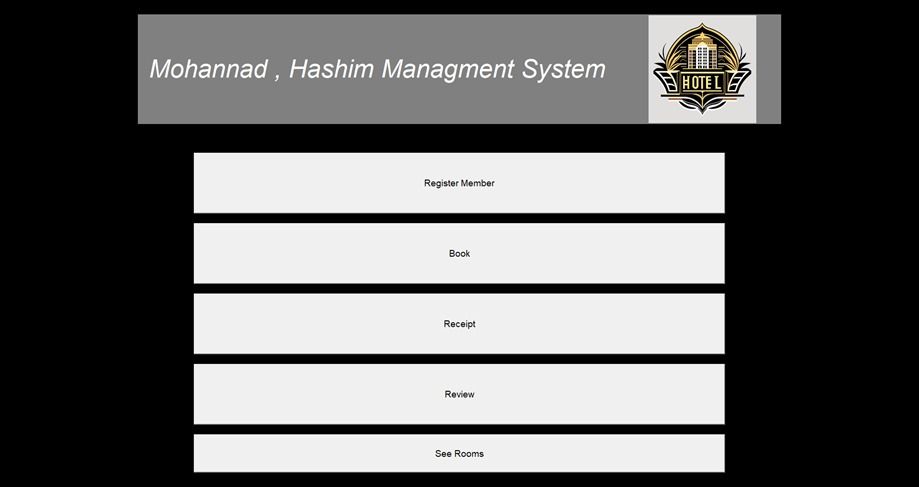 Mohannad , Hashim Managment System
HOTEL
Register Member
Book
Receipt
Review
See Rooms